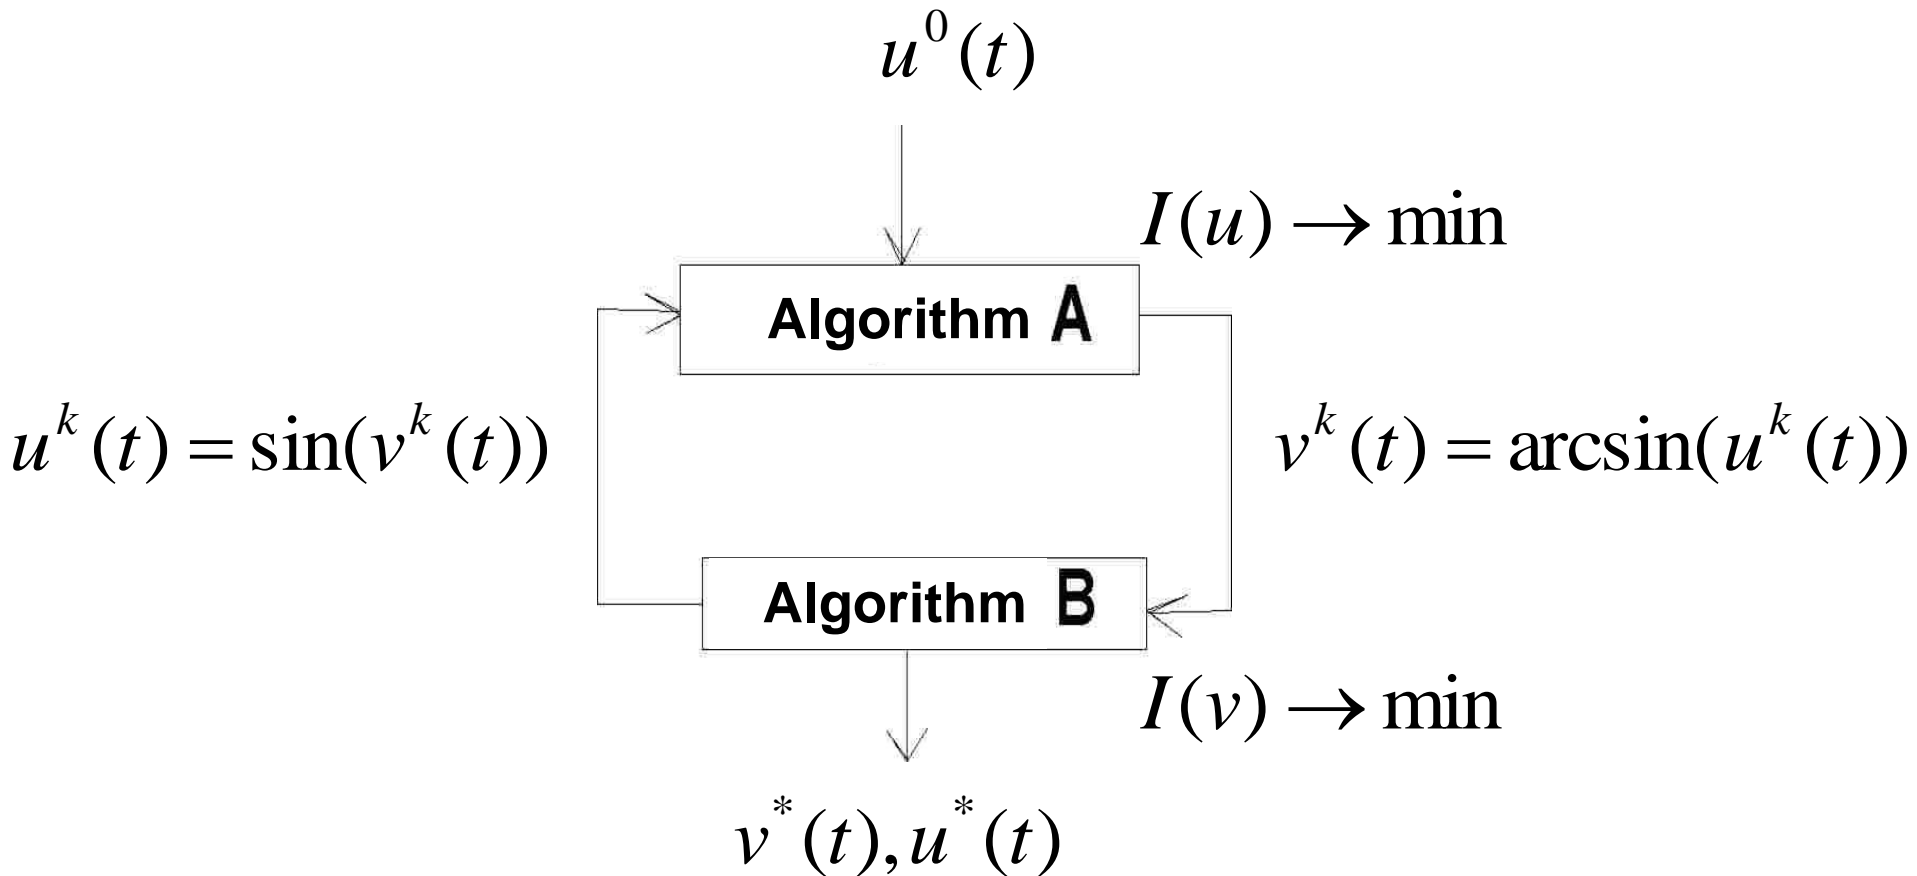 u^0(t)
I(u) → min
Algorithm A
u^k(t) = sin(v^k(t))
v^k(t) = arcsin(u^k(t))
Algorithm B
I(v) → min
v^*(t), u^*(t)